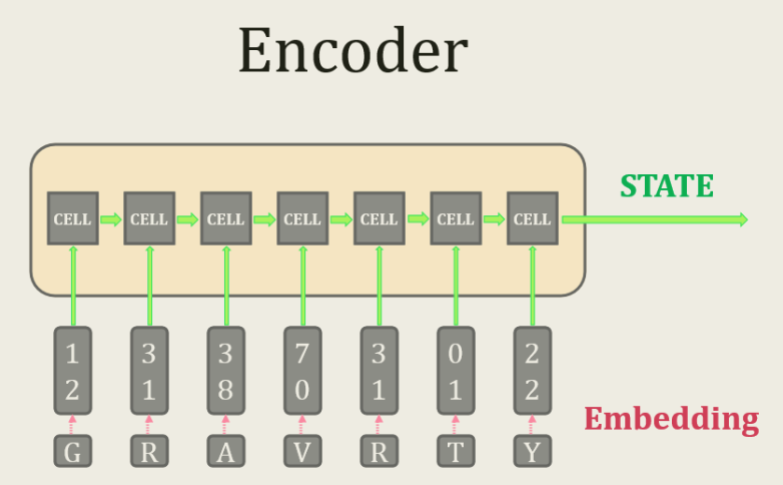 Encoder
STATE
CELL CELL CELL CELL CELL CELL CELL
1 3 3 7 3 0 2
2 1 8 0 1 1 2
Embedding
G R A V R T Y